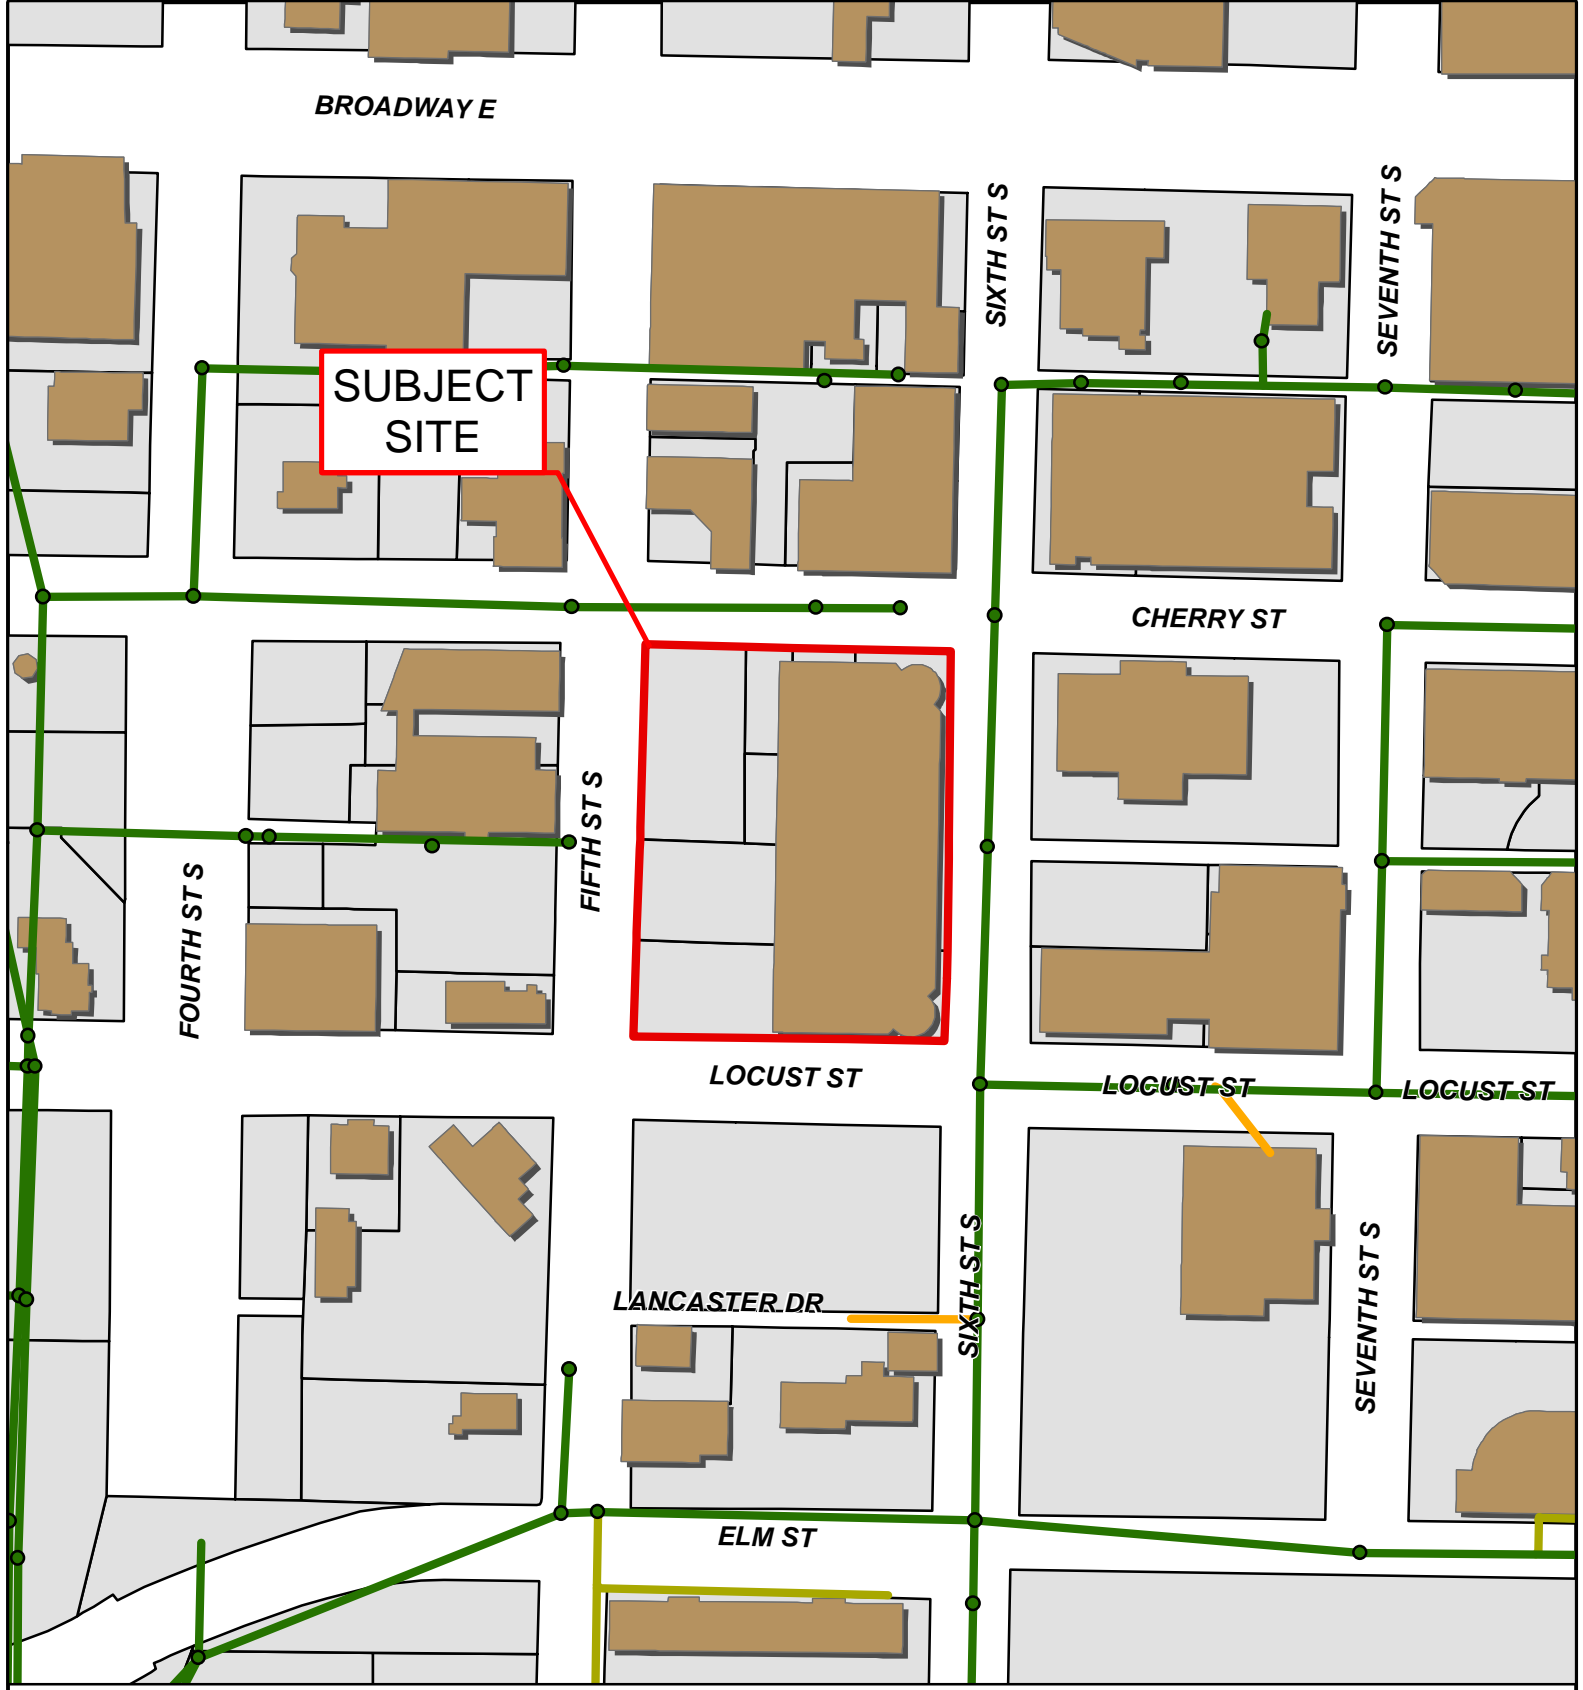 BROADWAY E
SIXTH ST S
SEVENTH ST S
SUBJECT
SITE
CHERRY ST
FIFTH ST S
FOURTH ST S
LOCUST ST
LOCUST ST
LOCUST ST
SIXTH ST S
SEVENTH ST S
LANCASTER DR
ELM ST